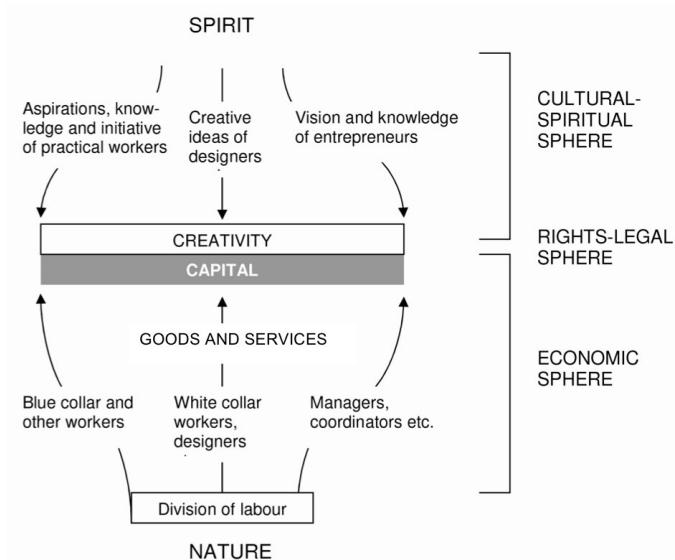 SPIRIT
Aspirations, know-
ledge and initiative
of practical workers
Creative
ideas of
designers
Vision and knowledge
of entrepreneurs
CULTURAL-
SPIRITUAL
SPHERE
CREATIVITY
CAPITAL
RIGHTS-LEGAL
SPHERE
GOODS AND SERVICES
ECONOMIC
SPHERE
Blue collar and
other workers
White collar
workers,
designers
Managers,
coordinators etc.
Division of labour
NATURE